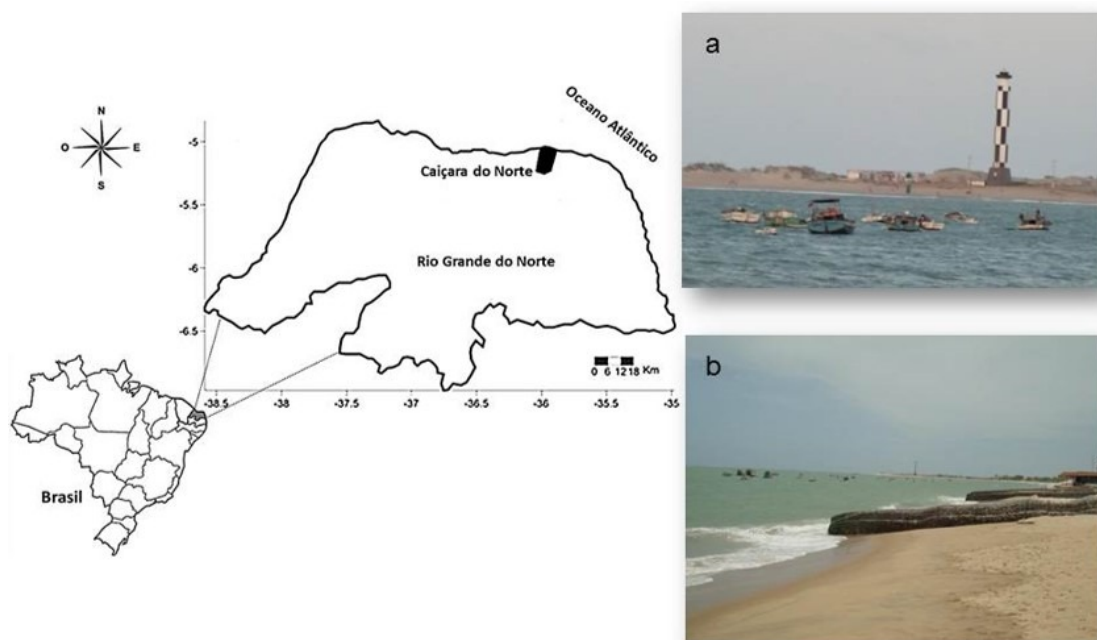 N
O
E
S
-5
-5.5
-6
-6.5
Oceano Atlântico
Caiçara do Norte
Rio Grande do Norte
0 6 12 18 Km
-38.5 -38 -37.5 -37 -36.5 -36 -35.5 -35
Brasil
a
b